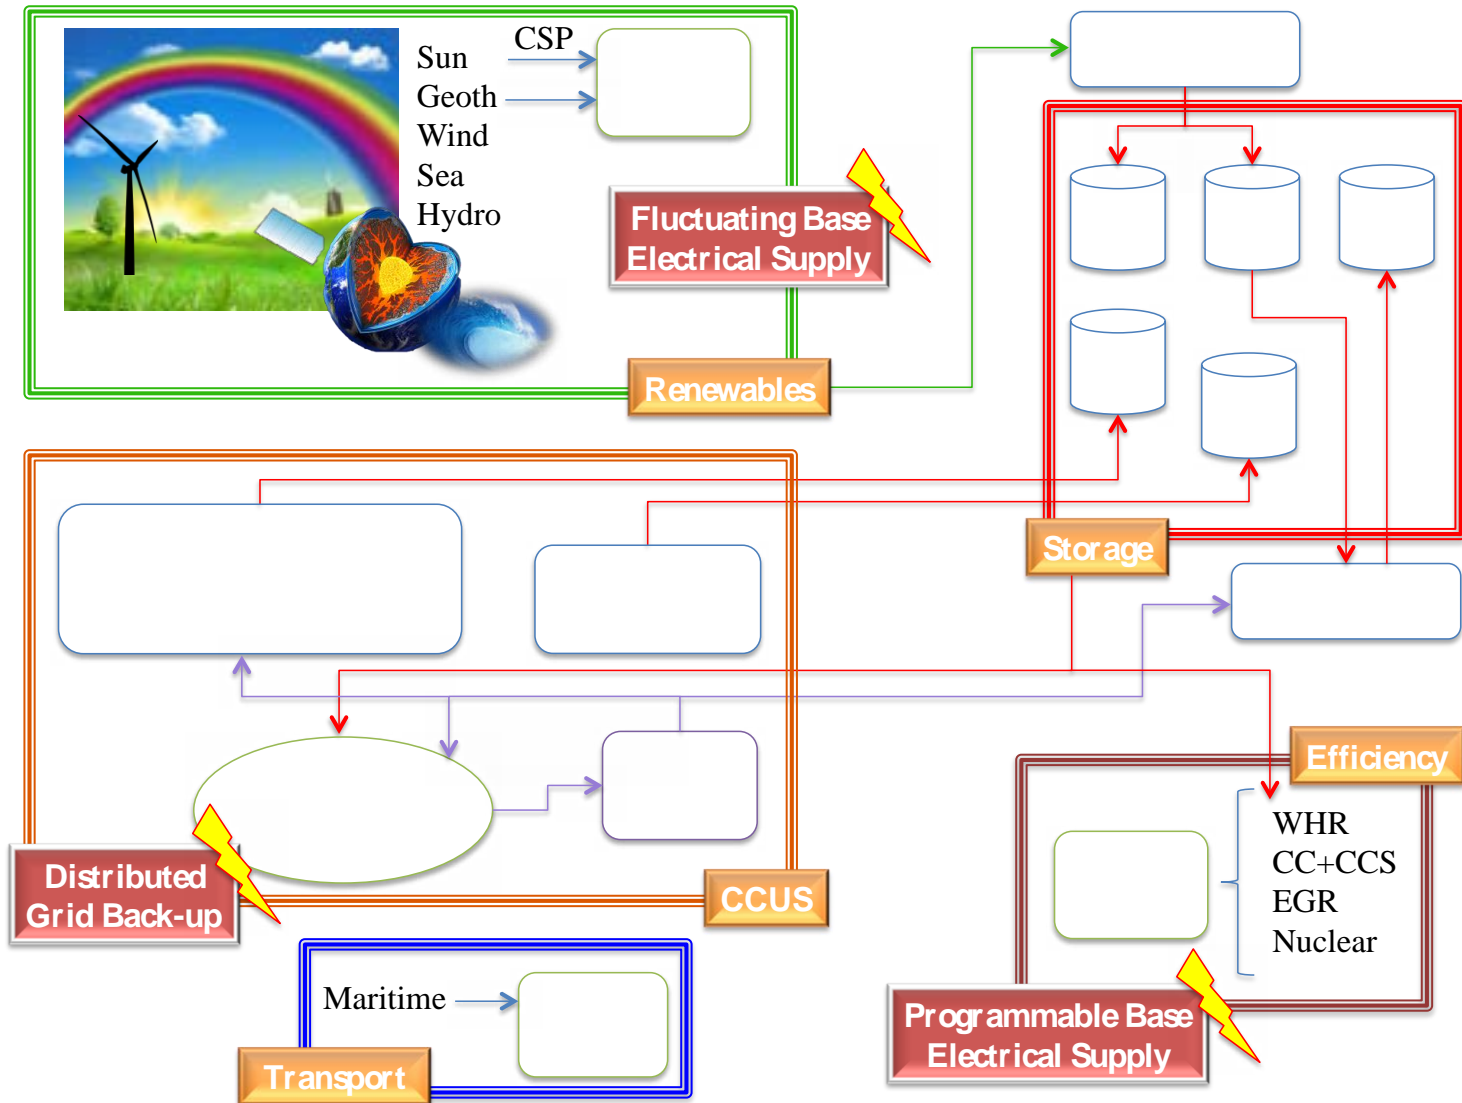 CSP
Sun
Geoth
Wind
Sea
Hydro
Fluctuating Base
Electrical Supply
Renewables
Storage
Efficiency
WHR
CC+CCS
EGR
Nuclear
Distributed
Grid Back-up
CCUS
Maritime
Transport
Programmable Base
Electrical Supply